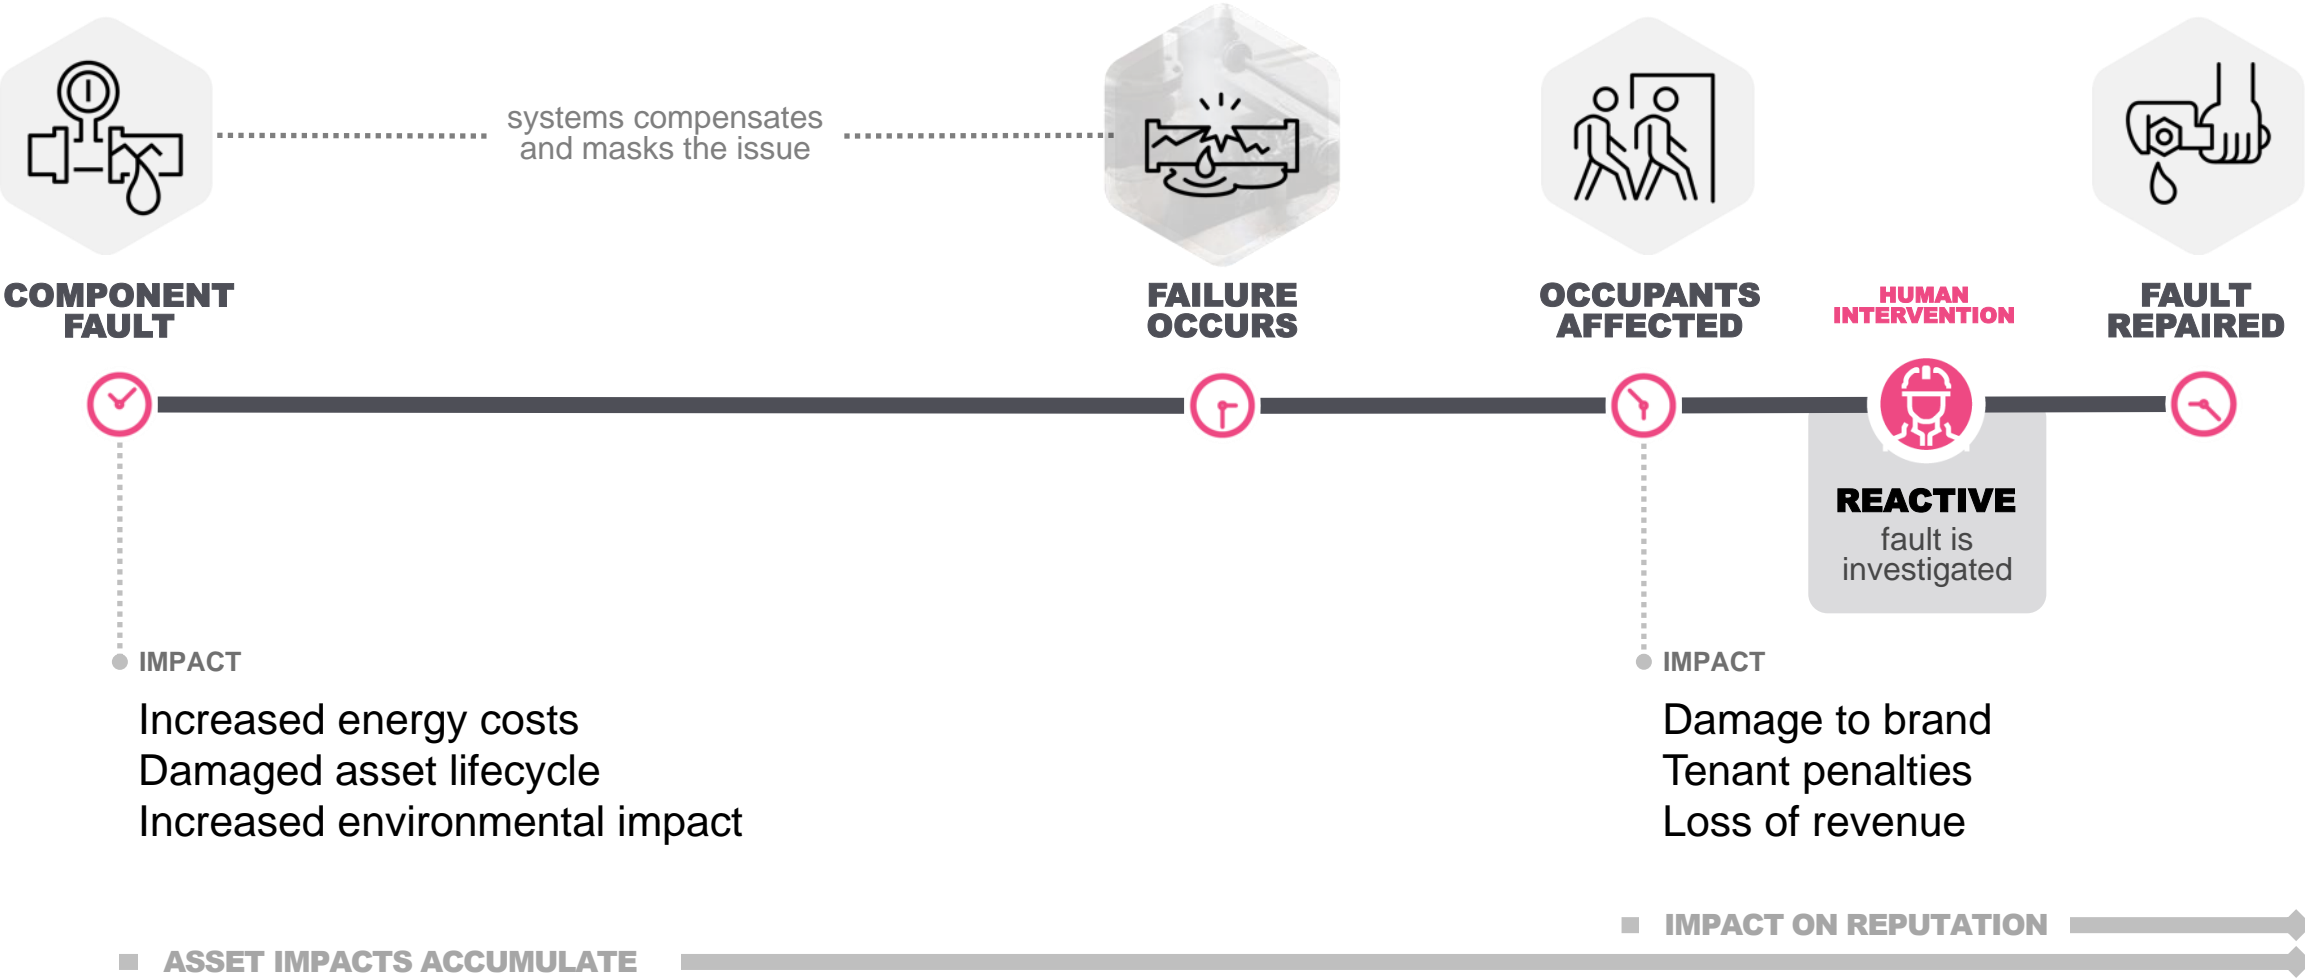 systems compensates
and masks the issue
COMPONENT
FAULT
FAILURE
OCCURS
OCCUPANTS
AFFECTED
HUMAN
INTERVENTION
FAULT
REPAIRED
REACTIVE
fault is
investigated
IMPACT
Increased energy costs
Damaged asset lifecycle
Increased environmental impact
IMPACT
Damage to brand
Tenant penalties
Loss of revenue
IMPACT ON REPUTATION
ASSET IMPACTS ACCUMULATE